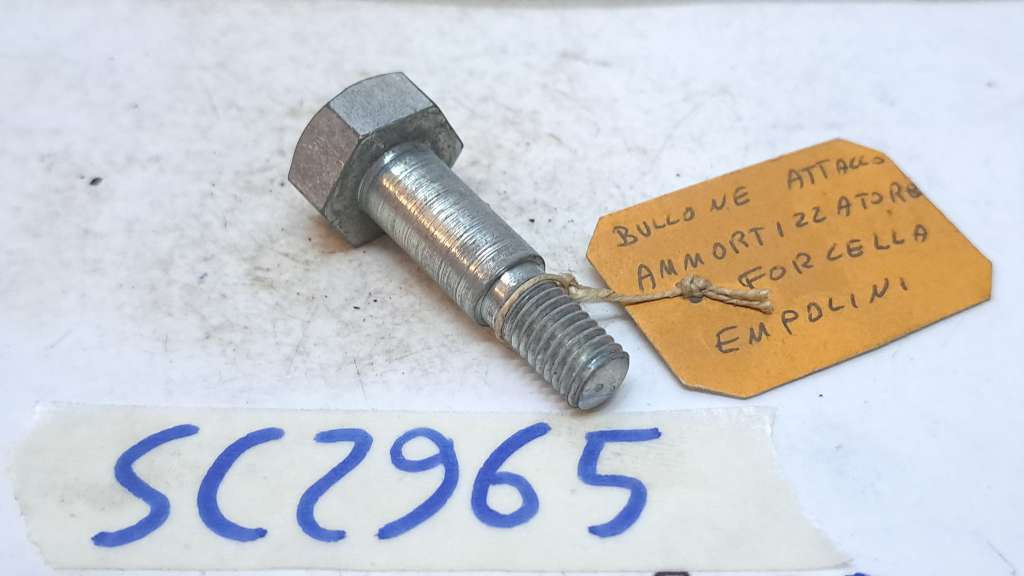 BULLONE ATTACCO
AMMORTIZZATORE
FORCELLA
EMPOLINI
SC2965